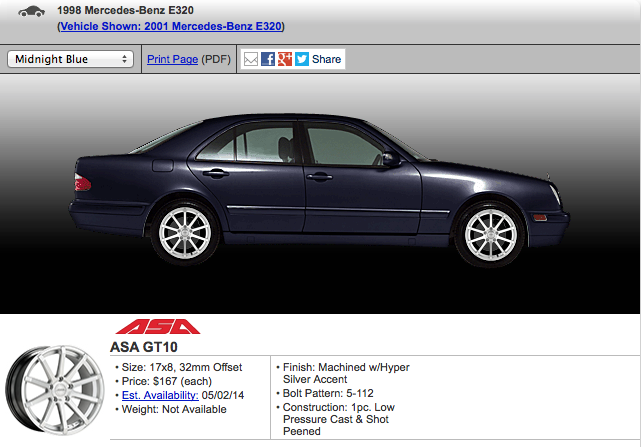 1998 Mercedes-Benz E320
(Vehicle Shown: 2001 Mercedes-Benz E320)
Midnight Blue
Print Page (PDF)
Share
ASA
ASA GT10
• Size: 17x8, 32mm Offset
• Price: $167 (each)
• Est. Availability: 05/02/14
• Weight: Not Available
• Finish: Machined w/Hyper
Silver Accent
• Bolt Pattern: 5-112
• Construction: 1pc. Low
Pressure Cast & Shot
Peened